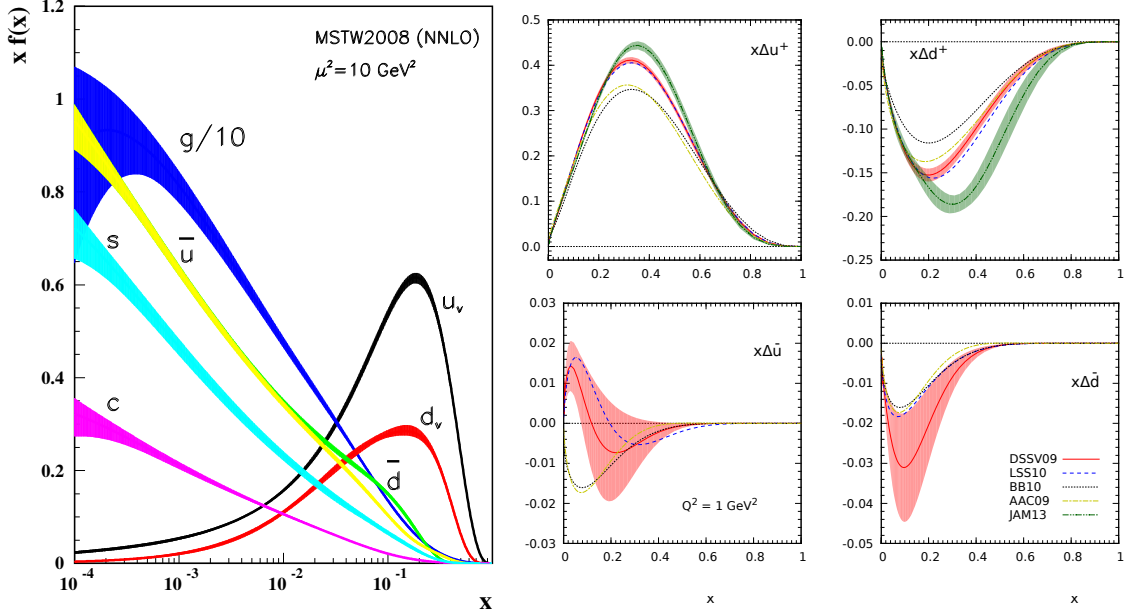 x f(x)
MSTW2008 (NNLO)
μ²=10 GeV²
g/10
s
u̅
u_v
c
d_v
d̅
1
0.8
0.6
0.4
0.2
0
10⁻⁴
10⁻³
10⁻²
10⁻¹
x
xΔu⁺
0.5
0.4
0.3
0.2
0.1
0.0
0 0.2 0.4 0.6 0.8 1
xΔd⁺
0.00
-0.05
-0.10
-0.15
-0.20
0 0.2 0.4 0.6 0.8 1
xΔū
0.03
0.02
0.01
0.00
-0.01
-0.02
-0.03
Q² = 1 GeV²
0 0.2 0.4 0.6 0.8 1
x
xΔd̄
0.01
0.00
-0.01
-0.02
-0.03
-0.04
-0.05
DSSV09
LSS10
BB10
AAC09
JAM13
0 0.2 0.4 0.6 0.8 1
x